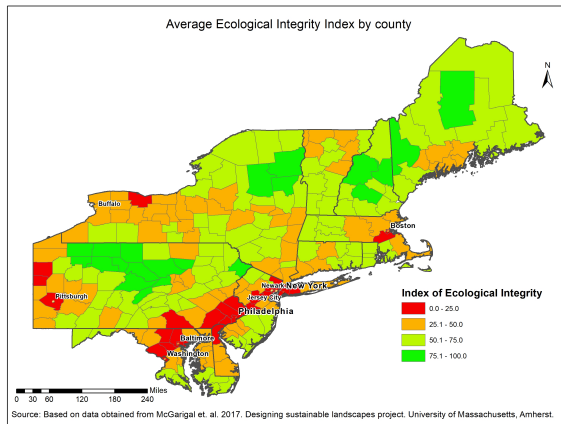 Average Ecological Integrity Index by county
N
Buffalo
Boston
Pittsburgh
Newark New York
Jersey City
Philadelphia
Baltimore
Washington
Index of Ecological Integrity
0.0 - 25.0
25.1 - 50.0
50.1 - 75.0
75.1 - 100.0
Miles
0 30 60 120 180 240
Source: Based on data obtained from McGarigal et. al. 2017. Designing sustainable landscapes project. University of Massachusetts, Amherst.